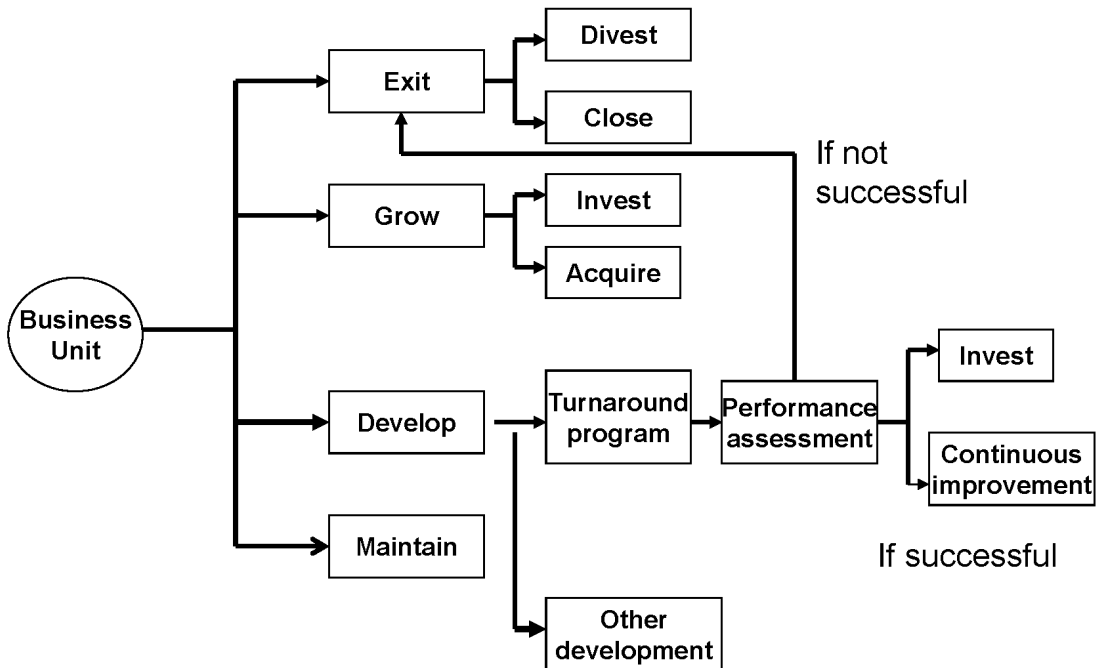 Divest
Exit
Close
If not
successful
Invest
Grow
Acquire
Business
Unit
Invest
Turnaround
program
Performance
assessment
Develop
Continuous
improvement
Maintain
If successful
Other
development